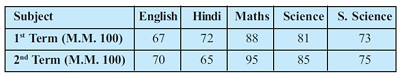 Subject English Hindi Maths Science S. Science
1st Term (M.M. 100) 67 72 88 81 73
2nd Term (M.M. 100) 70 65 95 85 75